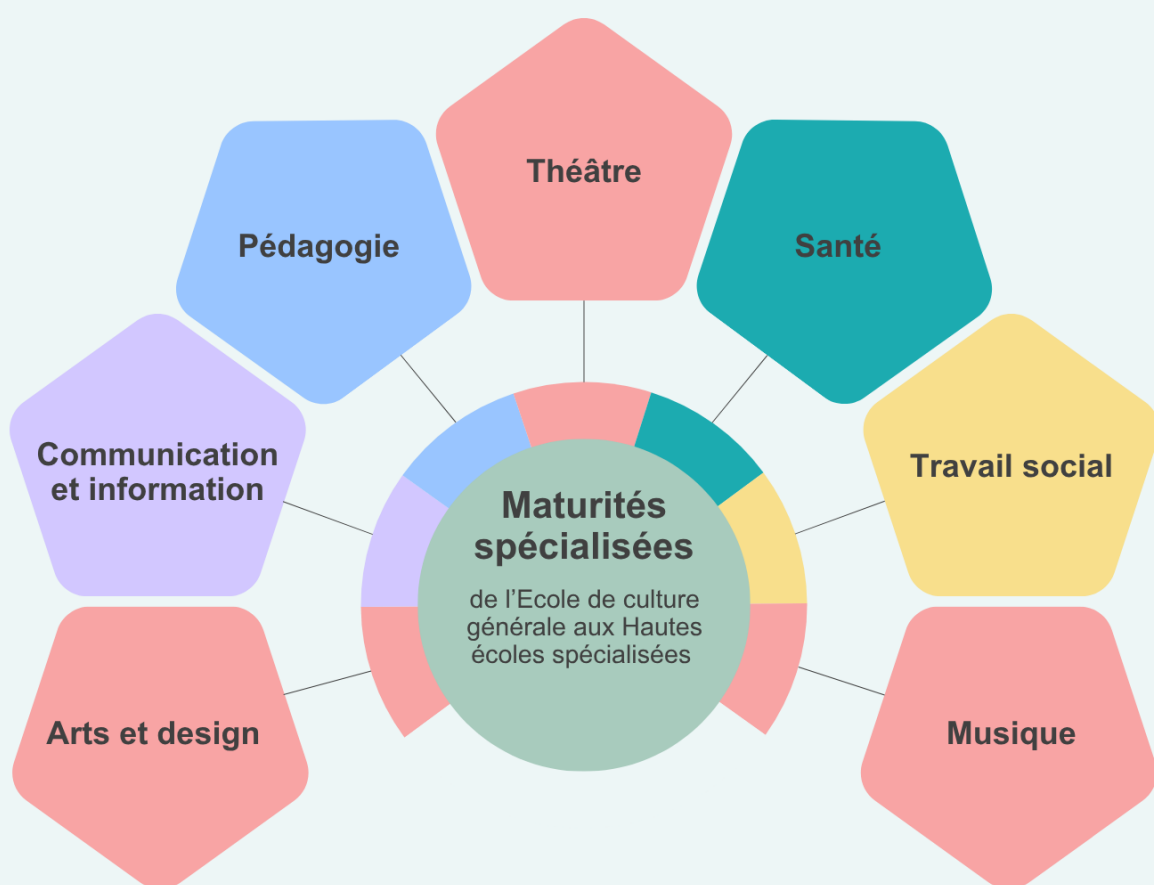 Théâtre
Pédagogie
Santé
Communication
et information
Travail social
Maturités
spécialisées
de l’Ecole de culture
générale aux Hautes
écoles spécialisées
Arts et design
Musique